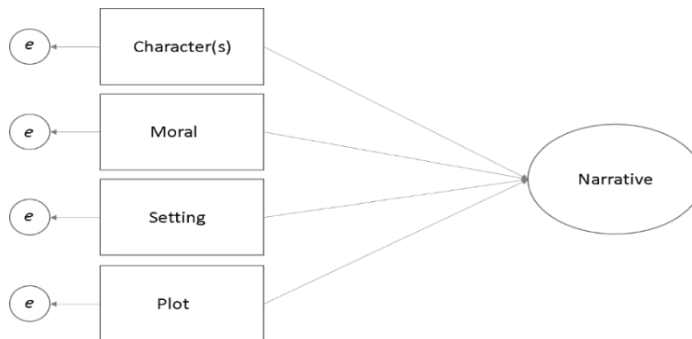 e
Character(s)
e
Moral
Narrative
e
Setting
e
Plot